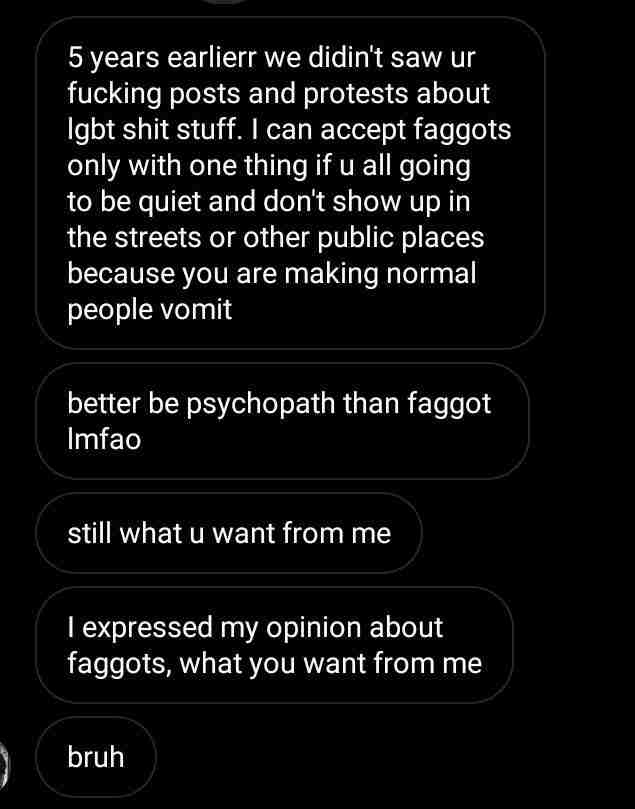 5 years earlierr we didin't saw ur
fucking posts and protests about
lgbt shit stuff. I can accept faggots
only with one thing if u all going
to be quiet and don't show up in
the streets or other public places
because you are making normal
people vomit
better be psychopath than faggot
lmfao
still what u want from me
I expressed my opinion about
faggots, what you want from me
bruh